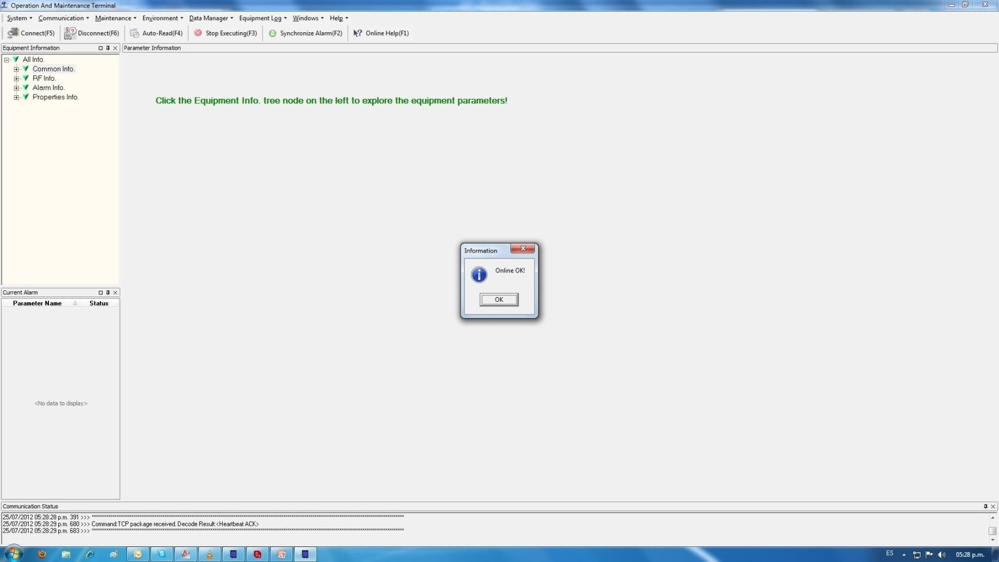 Operation And Maintenance Terminal
System Communication Maintenance Environment Data Manager Equipment Log Windows Help
Connect(F5) Disconnect(F6) Auto-Read(F4) Stop Executing(F3) Synchronize Alarm(F2) Online Help(F1)
Equipment Information
Parameter Information
All Info.
Common Info.
RF Info.
Alarm Info.
Properties Info.
Click the Equipment Info. tree node on the left to explore the equipment parameters!
Information
Online OK!
OK
Current Alarm
Parameter Name Status
<No data to display>
Communication Status
25/07/2012 05:28:28 p.m. 391 >>>
25/07/2012 05:28:29 p.m. 680 >>> Command:TCP package received. Decode Result:<Heartbeat ACK>
25/07/2012 05:28:29 p.m. 683 >>>
ES 05:28 p.m.